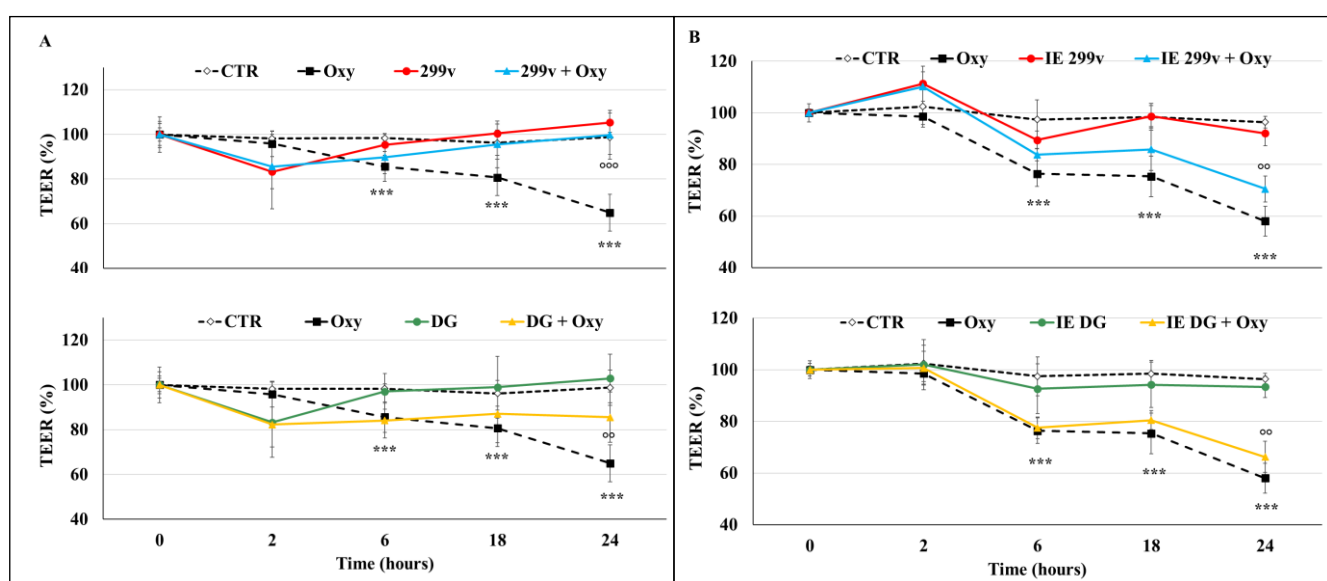 A
CTR Oxy 299v 299v + Oxy
120
100
80
60
40
TEER (%)
°°°
*** *** ***
CTR Oxy DG DG + Oxy
120
100
80
60
40
TEER (%)
°°
*** *** ***
0 2 6 18 24
Time (hours)
B
CTR Oxy IE 299v IE 299v + Oxy
120
100
80
60
40
TEER (%)
°°
*** *** ***
CTR Oxy IE DG IE DG + Oxy
120
100
80
60
40
TEER (%)
°°
*** *** ***
0 2 6 18 24
Time (hours)